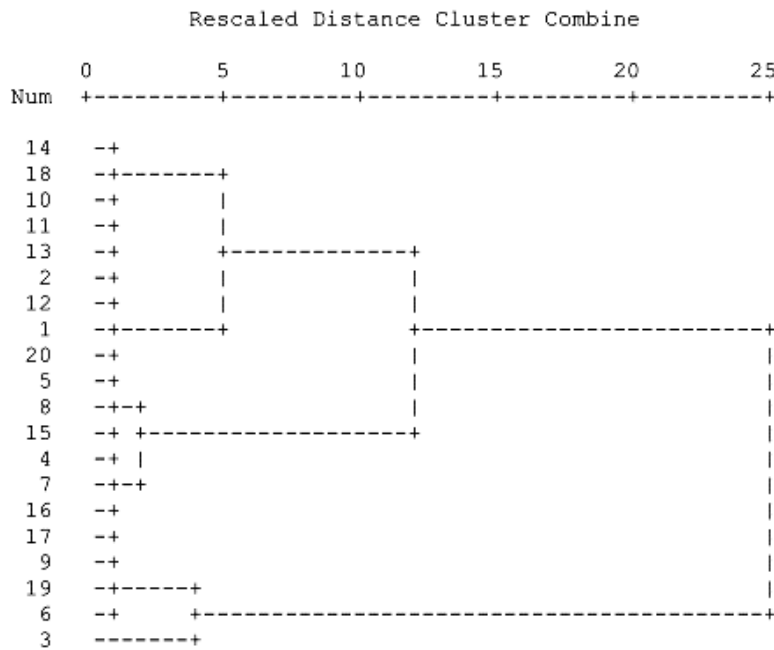 Rescaled Distance Cluster Combine
0 5 10 15 20 25
Num +---------+---------+---------+---------+---------+
14 -+
18 -+-------+
10 -+ |
11 -+ |
13 -+ +-------------+
2 -+ | |
12 -+ | |
1 -+-------+ +-------------------------+
20 -+ | |
5 -+ | |
8 -+-+ | |
15 -+ +-------------------+ |
4 -+ | |
7 -+-+ |
16 -+ |
17 -+ |
9 -+ |
19 -+-----+ |
6 -+ +-----------------------------------------+
3 -------+